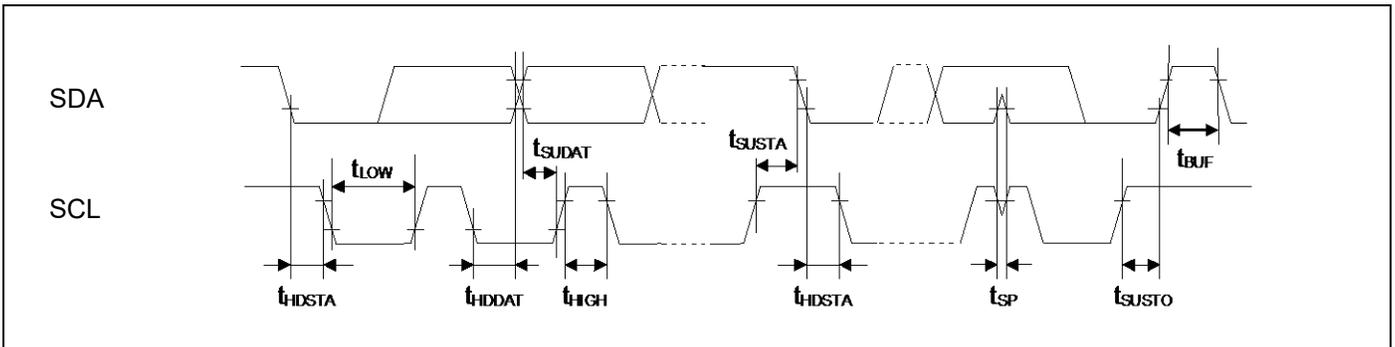 SDA
tSUDAT
tSUSTA
tLOW
tBUF
SCL
tHDSTA
tHDDAT
tHIGH
tHDSTA
tSP
tSUSTO